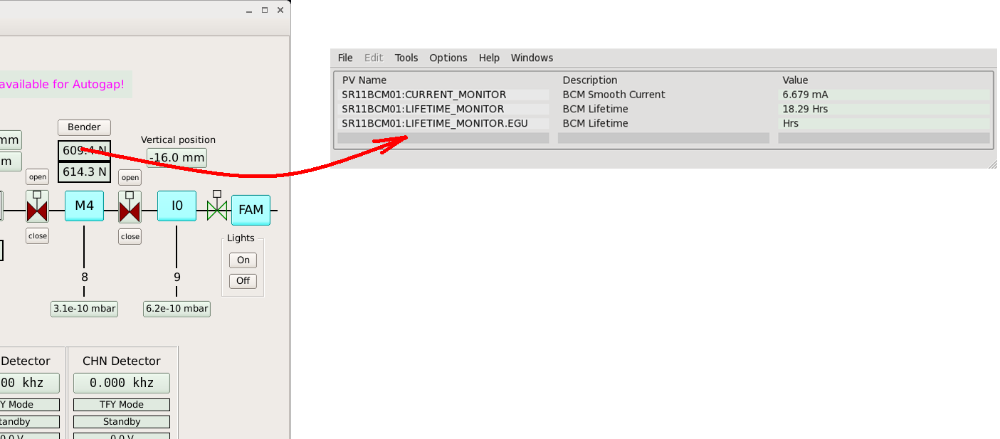 available for Autogap!
Bender
mm
609.4 N
Vertical position
m
-16.0 mm
614.3 N
open
open
M4
I0
FAM
close
close
Lights
On
Off
8
9
3.1e-10 mbar
6.2e-10 mbar
Detector
CHN Detector
00 khz
0.000 khz
Y Mode
TFY Mode
tandby
Standby
0.0 V
0.0 V
File Edit Tools Options Help Windows
PV Name Description Value
SR11BCM01:CURRENT_MONITOR BCM Smooth Current 6.679 mA
SR11BCM01:LIFETIME_MONITOR BCM Lifetime 18.29 Hrs
SR11BCM01:LIFETIME_MONITOR.EGU BCM Lifetime Hrs